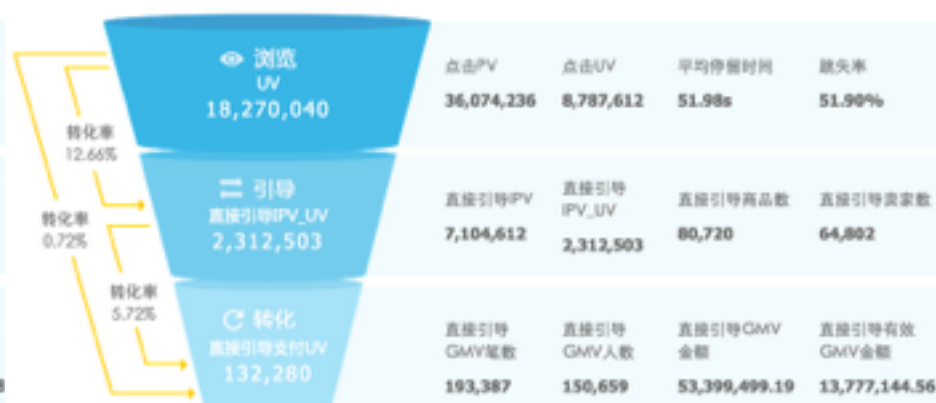 浏览
UV
18,270,040
转化率
12.66%
点击PV
点击UV
平均停留时间
跳失率
36,074,236
8,787,612
51.98s
51.90%
引导
直接引导IPV_UV
2,312,503
转化率
0.72%
直接引导IPV
直接引导
IPV_UV
直接引导商品数
直接引导卖家数
7,104,612
2,312,503
80,720
64,802
转化率
5.72%
转化
直接引导支付UV
132,280
直接引导
GMV笔数
直接引导
GMV人数
直接引导GMV
金额
直接引导有效
GMV金额
193,387
150,659
53,399,499.19
13,777,144.56